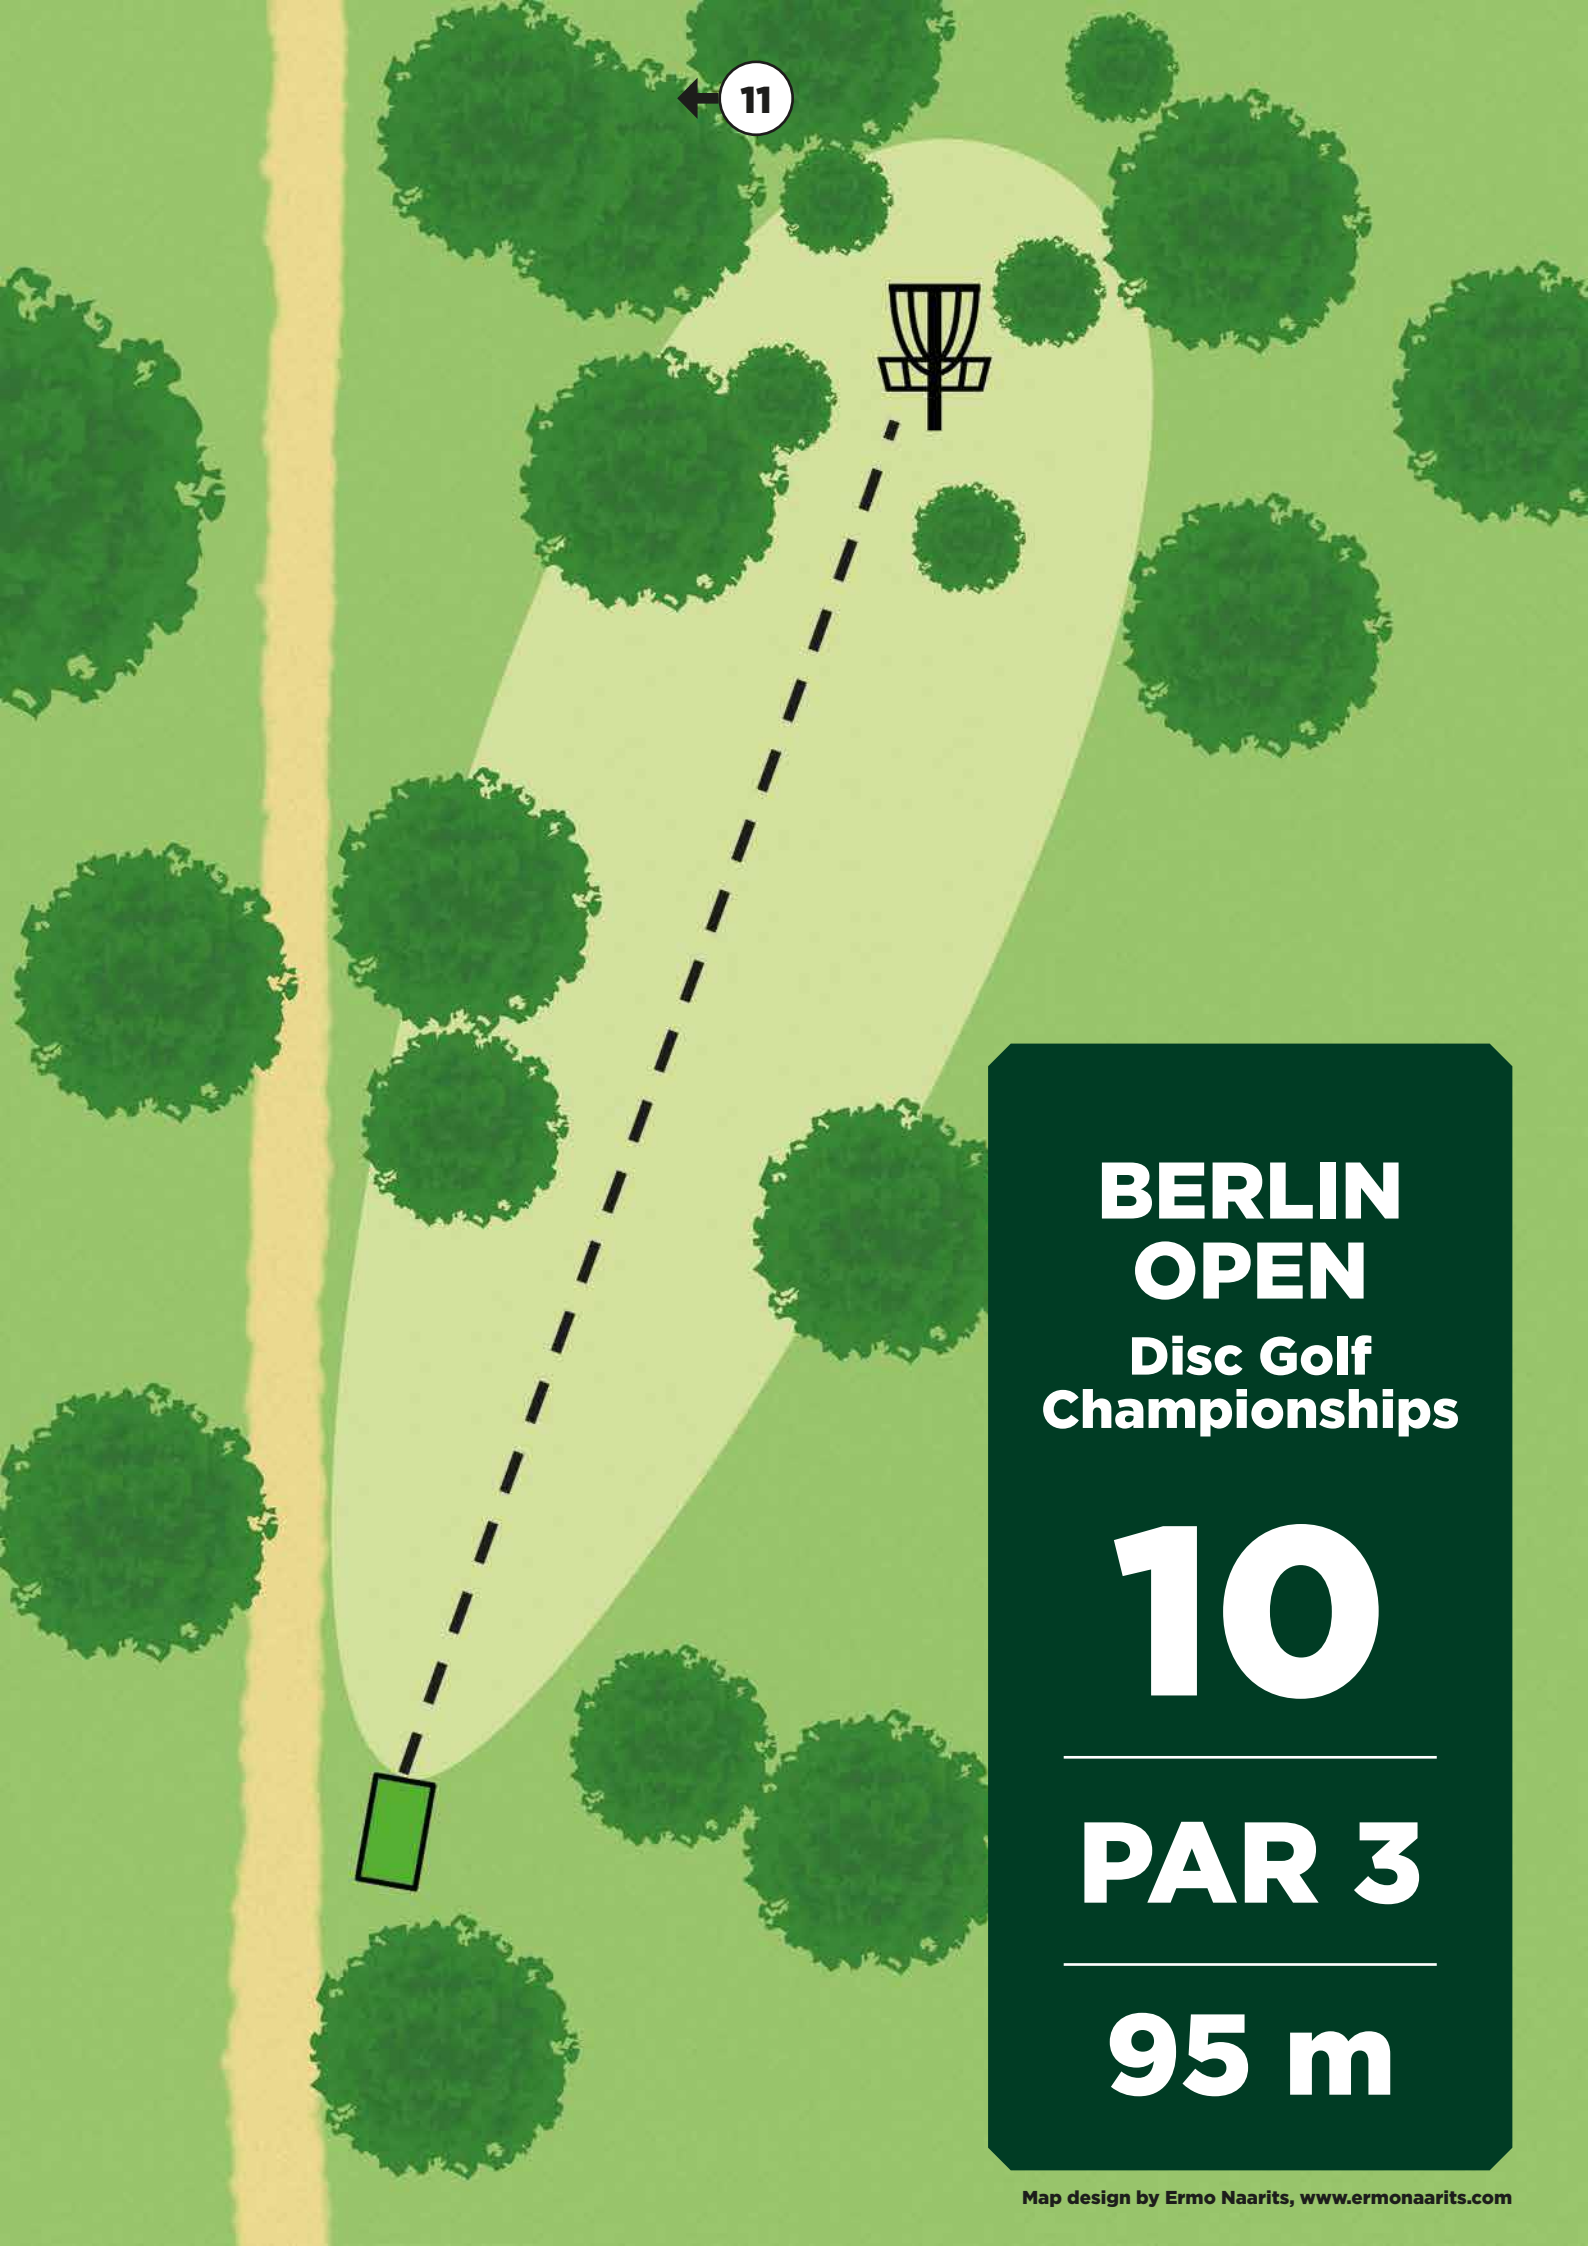 11
BERLIN
OPEN
Disc Golf
Championships
10
PAR 3
95 m
Map design by Ermo Naarits, www.ermonaarits.com